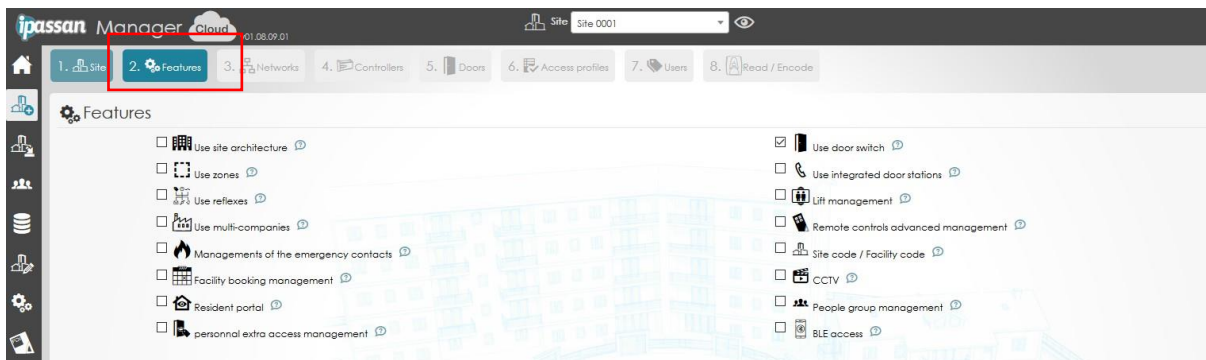 ipassan Manager Cloud 01.08.09.01 Site Site 0001
1. Site 2. Features 3. Networks 4. Controllers 5. Doors 6. Access profiles 7. Users 8. Read / Encode
Features
Use site architecture
Use zones
Use reflexes
Use multi-companies
Managements of the emergency contacts
Facility booking management
Resident portal
personnal extra access management
Use door switch
Use integrated door stations
Lift management
Remote controls advanced management
Site code / Facility code
CCTV
People group management
BLE access